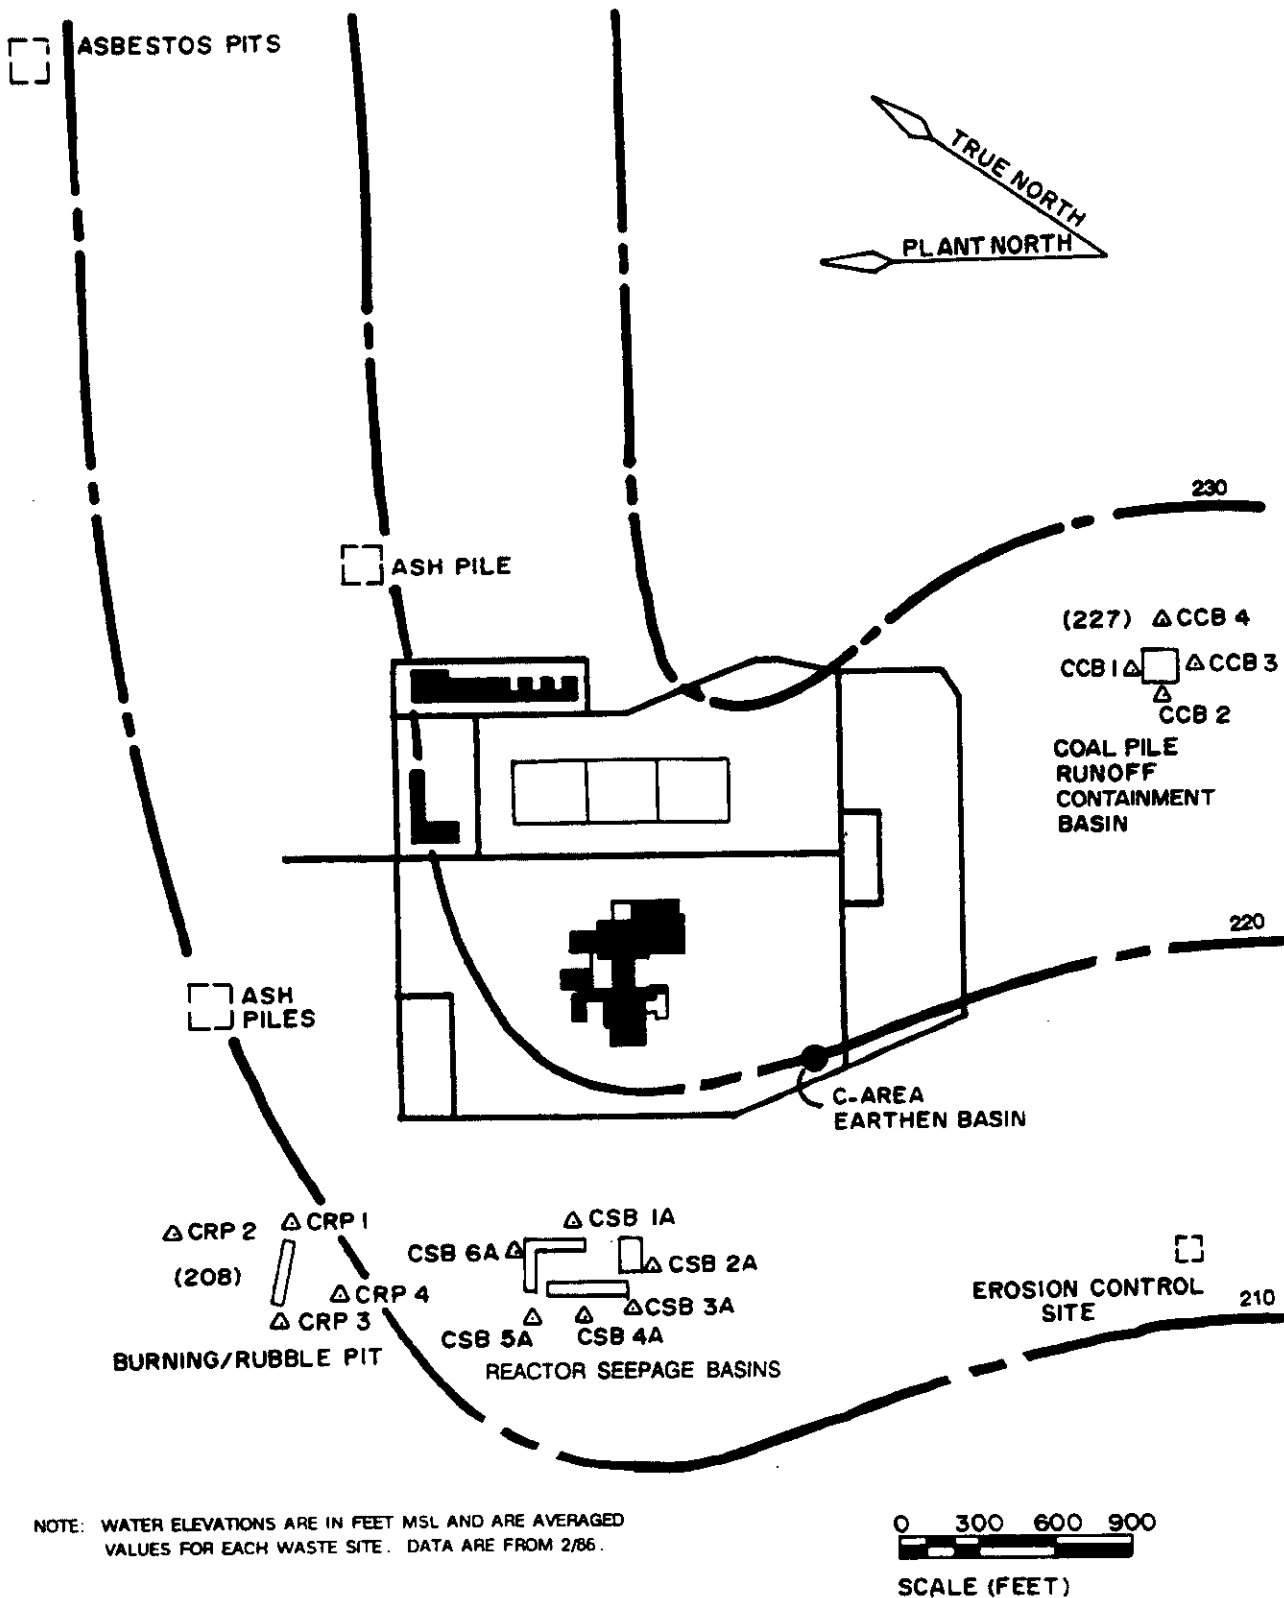 ASBESTOS PITS
TRUE NORTH
PLANT NORTH
230
ASH PILE
(227) CCB 4
CCB 1 CCB 3
CCB 2
COAL PILE
RUNOFF
CONTAINMENT
BASIN
220
ASH
PILES
C-AREA
EARTHEN BASIN
CRP 2 CRP 1
(208)
CRP 4
CRP 3
BURNING/RUBBLE PIT
CSB 1A
CSB 6A
CSB 2A
CSB 3A
CSB 5A CSB 4A
REACTOR SEEPAGE BASINS
EROSION CONTROL
SITE
210
NOTE: WATER ELEVATIONS ARE IN FEET MSL AND ARE AVERAGED
VALUES FOR EACH WASTE SITE. DATA ARE FROM 2/86.
0 300 600 900
SCALE (FEET)